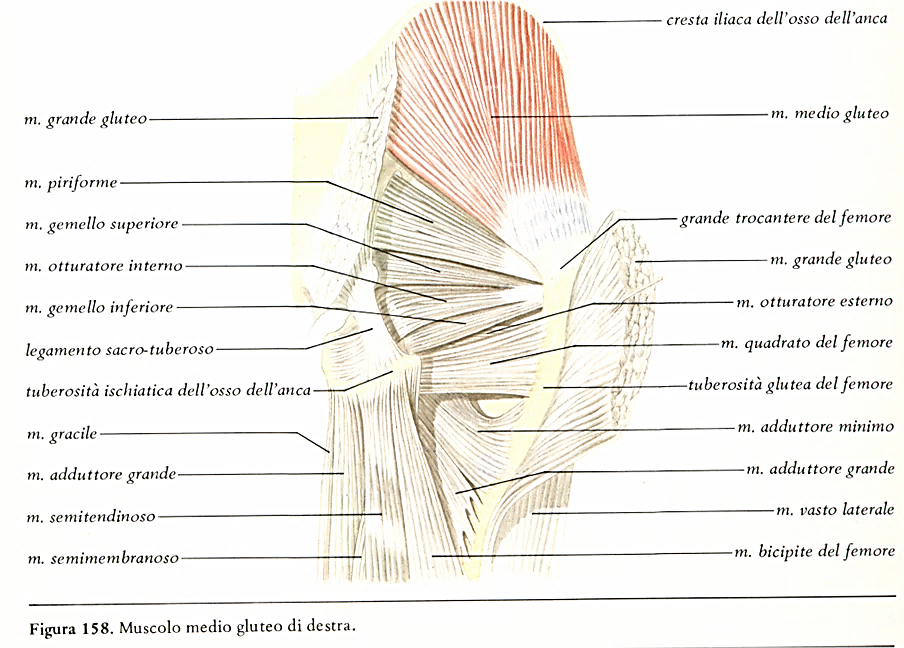 cresta iliaca dell'osso dell'anca
m. grande gluteo
m. medio gluteo
m. piriforme
m. gemello superiore
grande trocantere del femore
m. otturatore interno
m. grande gluteo
m. gemello inferiore
m. otturatore esterno
legamento sacro-tuberoso
m. quadrato del femore
tuberosità ischiatica dell'osso dell'anca
tuberosità glutea del femore
m. gracile
m. adduttore minimo
m. adduttore grande
m. adduttore grande
m. semitendinoso
m. vasto laterale
m. semimembranoso
m. bicipite del femore
Figura 158. Muscolo medio gluteo di destra.